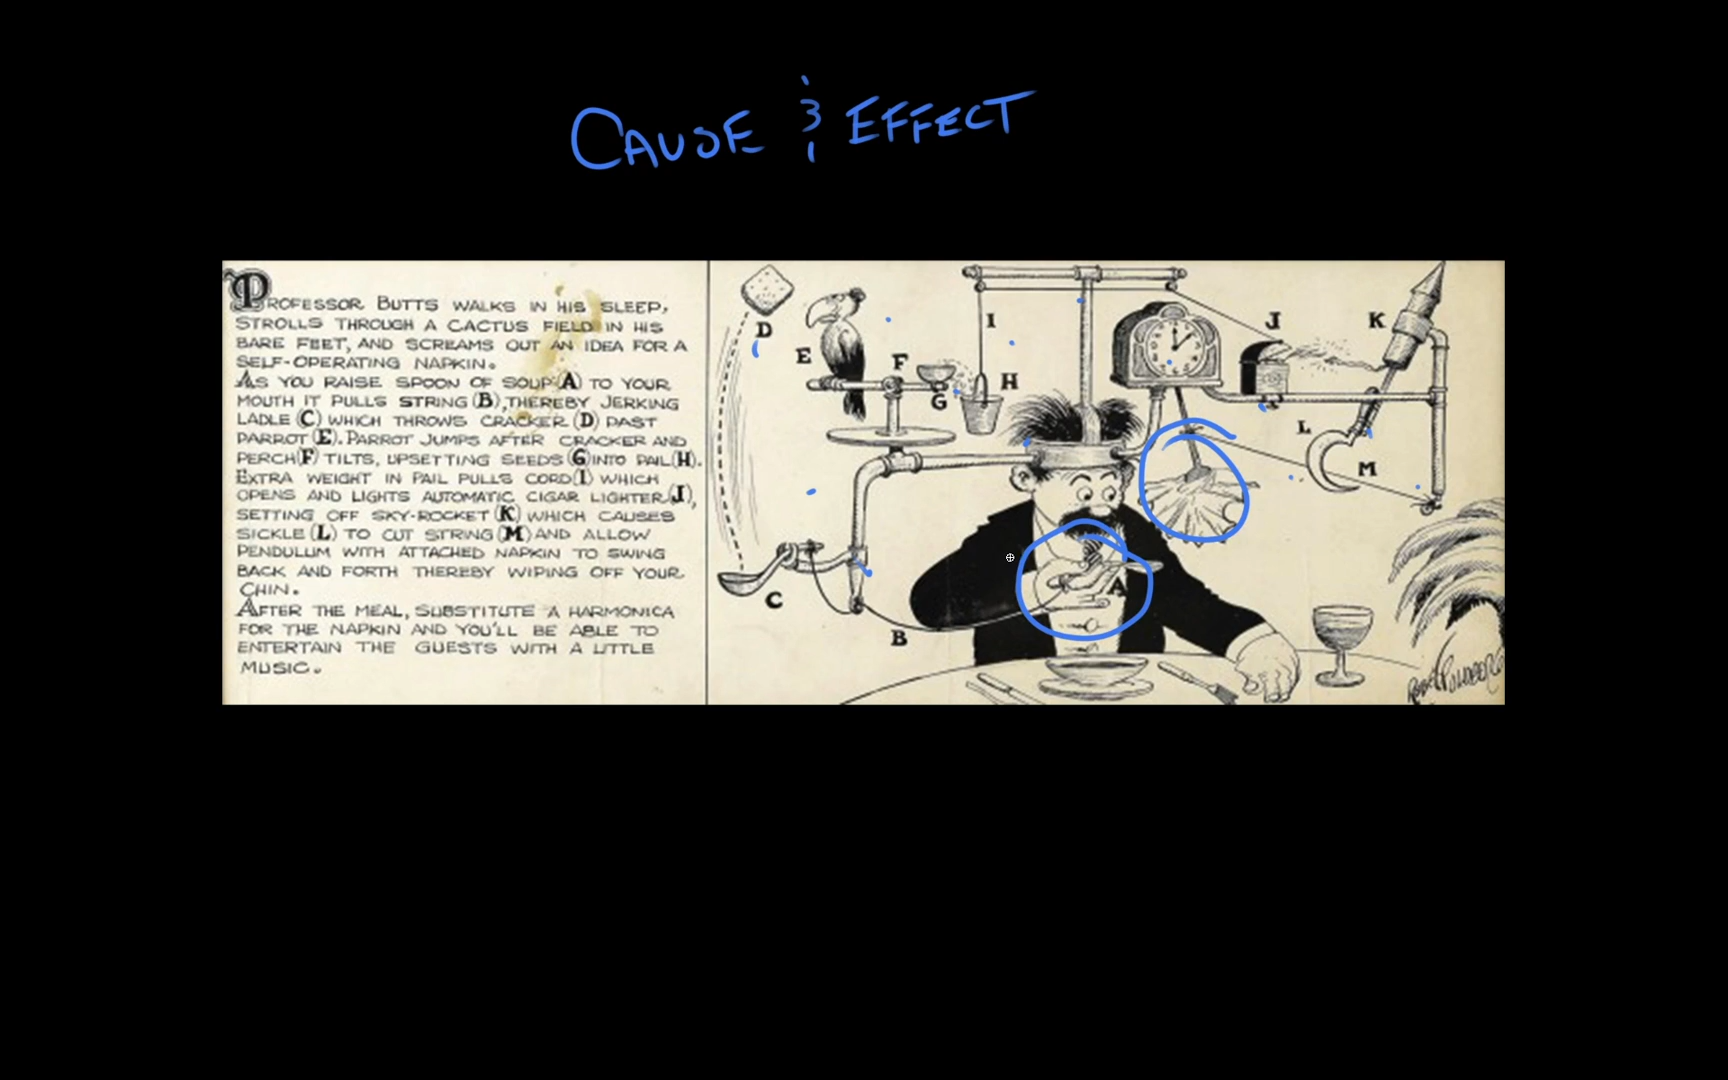 CAUSE & EFFECT
PROFESSOR BUTTS WALKS IN HIS SLEEP,
STROLLS THROUGH A CACTUS FIELD IN HIS
BARE FEET, AND SCREAMS OUT AN IDEA FOR A
SELF-OPERATING NAPKIN.
AS YOU RAISE SPOON OF SOUP (A) TO YOUR
MOUTH IT PULLS STRING (B), THEREBY JERKING
LADLE (C) WHICH THROWS CRACKER (D) PAST
PARROT (E). PARROT JUMPS AFTER CRACKER AND
PERCH (F) TILTS, UPSETTING SEEDS (G) INTO PAIL (H).
EXTRA WEIGHT IN PAIL PULLS CORD (I) WHICH
OPENS AND LIGHTS AUTOMATIC CIGAR LIGHTER (J),
SETTING OFF SKY-ROCKET (K) WHICH CAUSES
SICKLE (L) TO CUT STRING (M) AND ALLOW
PENDULUM WITH ATTACHED NAPKIN TO SWING
BACK AND FORTH THEREBY WIPING OFF YOUR
CHIN.
AFTER THE MEAL, SUBSTITUTE A HARMONICA
FOR THE NAPKIN AND YOU'LL BE ABLE TO
ENTERTAIN THE GUESTS WITH A LITTLE
MUSIC.
D
E
F
G
H
I
J
K
L
M
A
B
C